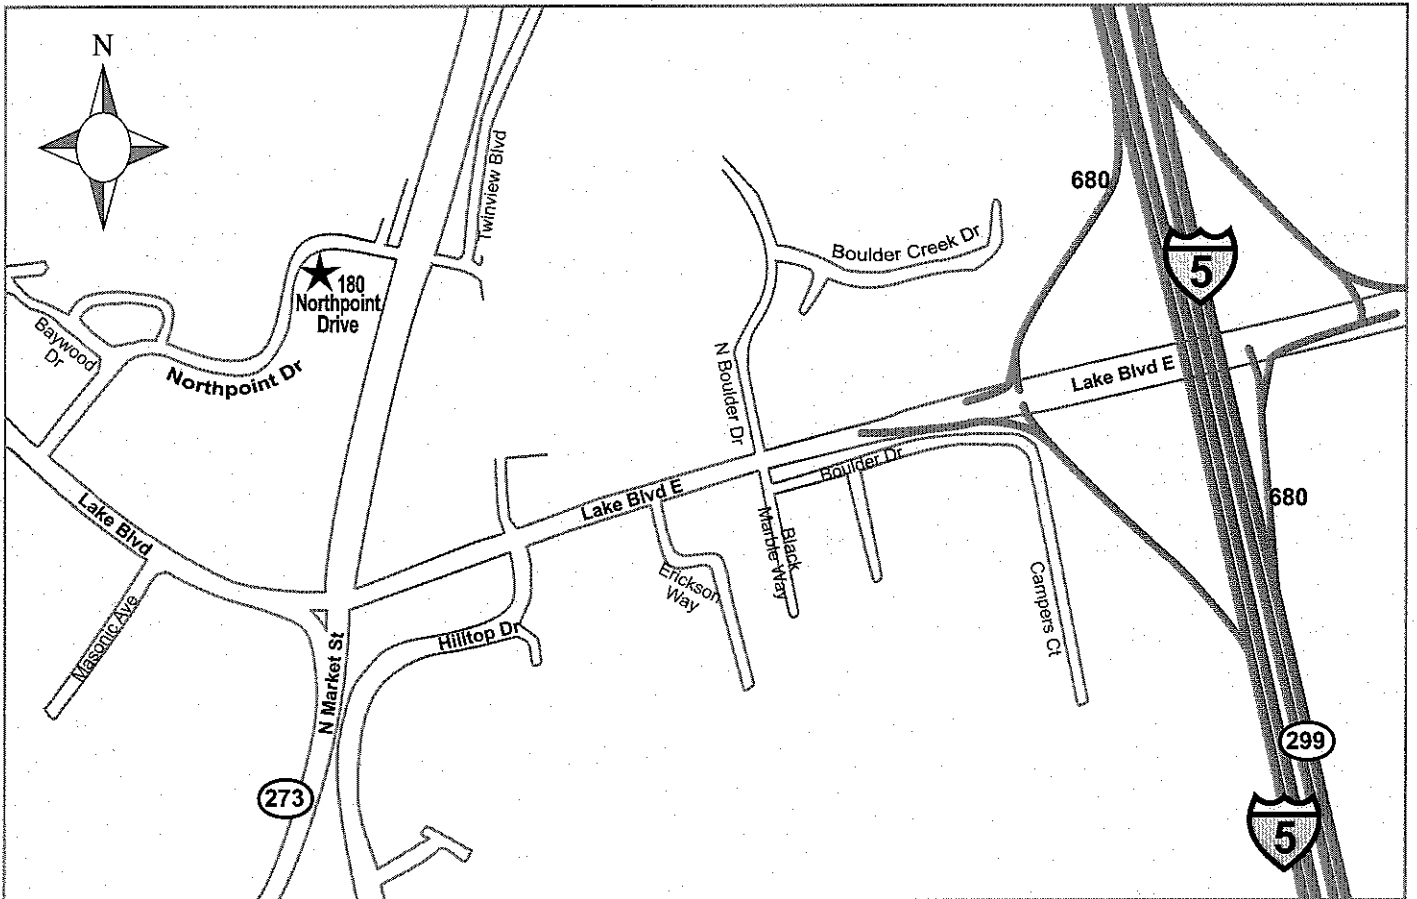 N
Twinview Blvd
680
Boulder Creek Dr
5
180
Northpoint
Drive
Baywood
Dr
Northpoint Dr
N Boulder Dr
Lake Blvd E
Boulder Dr
Lake Blvd E
680
Lake Blvd
Black
Marble Way
Erickson
Way
Campers Ct
Masonic Ave
Hilltop Dr
N Market St
299
273
5